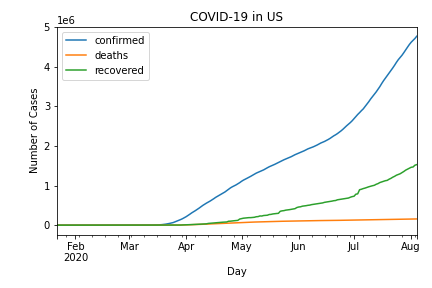 COVID-19 in US
1e6
5
4
3
2
1
0
Number of Cases
confirmed
deaths
recovered
Feb Mar Apr May Jun Jul Aug
2020
Day